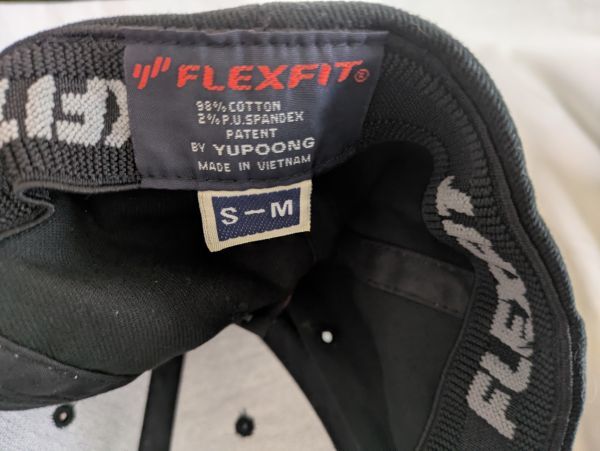 FLEXFIT®
98% COTTON
2% P.U. SPANDEX
PATENT
BY YUPOONG
MADE IN VIETNAM
S-M
FLEXFIT